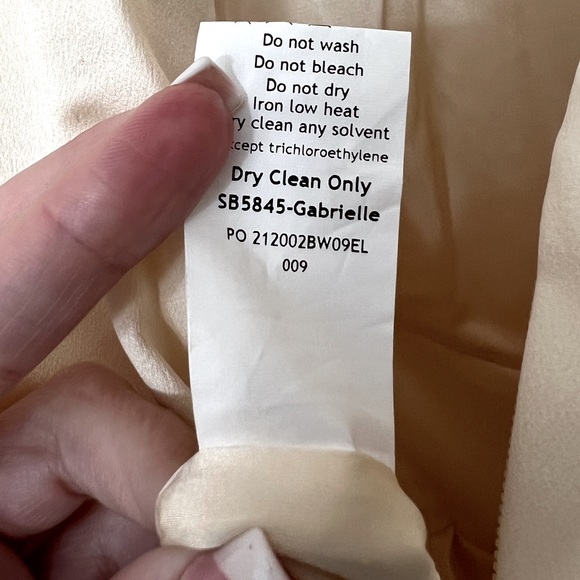 Do not wash
Do not bleach
Do not dry
Iron low heat
clean any solvent
trichloroethylene
Dry Clean Only
SB5845-Gabrielle
PO 212002BW09EL
009